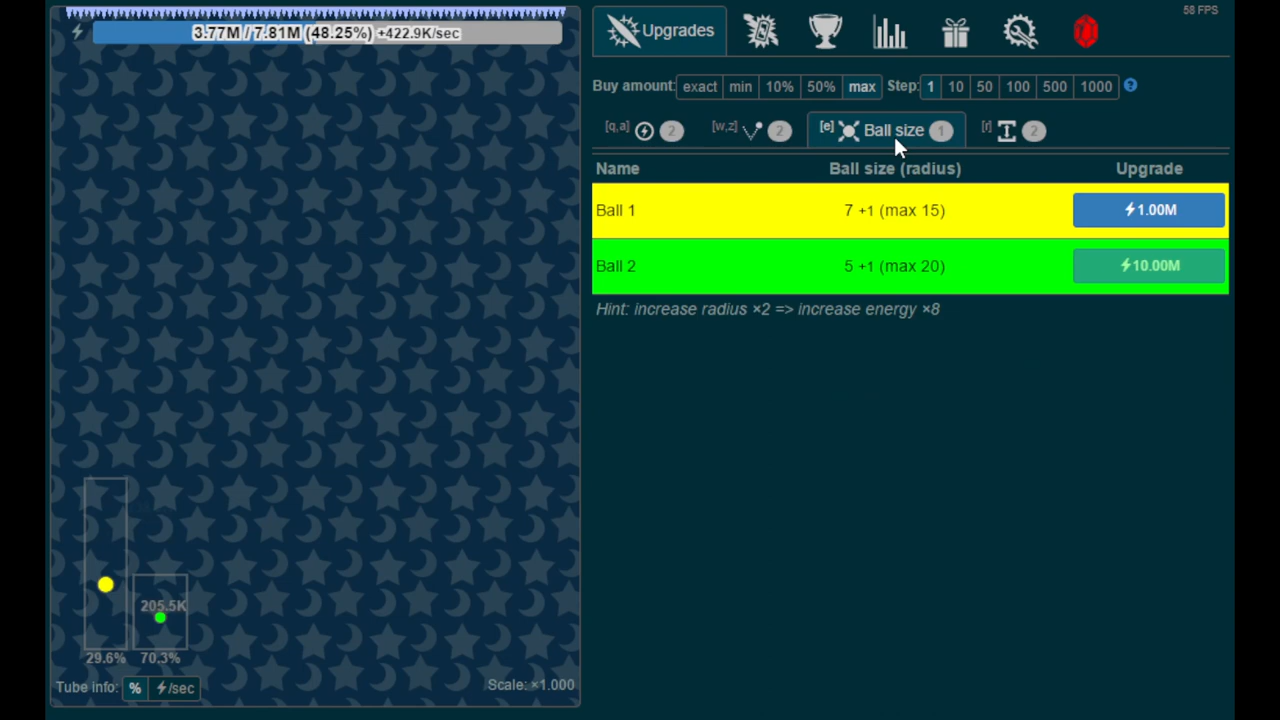 3.77M / 7.81M (48.25%) +422.9K/sec
205.5K
29.6% 70.3%
Tube info: % /sec
Scale: ×1.000
58 FPS
Upgrades
Buy amount: exact min 10% 50% max Step: 1 10 50 100 500 1000 ?
[q,a] 2 [w,z] 2 [e] Ball size 1 [r] 2
Name Ball size (radius) Upgrade
Ball 1 7 +1 (max 15) 1.00M
Ball 2 5 +1 (max 20) 10.00M
Hint: increase radius ×2 => increase energy ×8